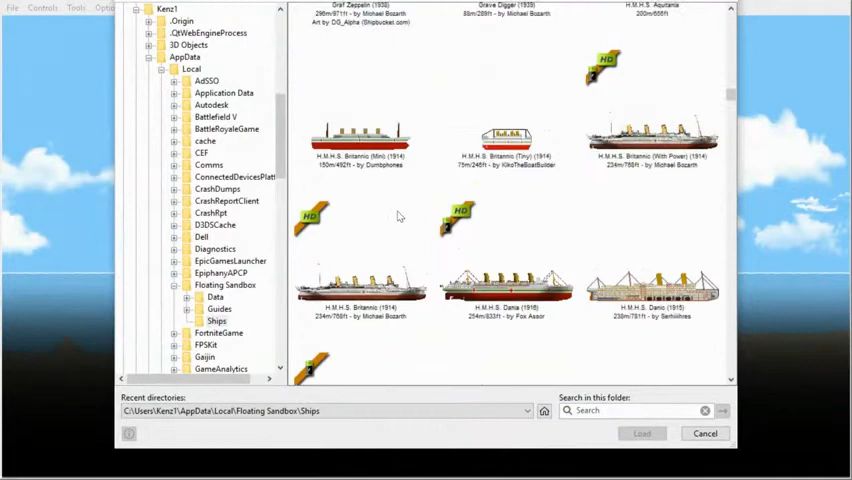 File Controls Tools Options
Kenz1
.Origin
.QtWebEngineProcess
3D Objects
AppData
Local
AdSSO
Application Data
Autodesk
Battlefield V
BattleRoyaleGame
cache
CEF
Comms
ConnectedDevicesPlatf
CrashDumps
CrashReportClient
CrashRpt
D3DSCache
Dell
Diagnostics
EpicGamesLauncher
EpiphanyAPCP
Floating Sandbox
Data
Guides
Ships
FortniteGame
FPSKit
Gaijin
GameAnalytics
Graf Zeppelin (1938)
296m/971ft - by Michael Bozarth
Art by DG_Alpha (Shipbucket.com)
Grave Digger (1939)
88m/289ft - by Michael Bozarth
H.M.H.S. Aquitania
200m/656ft
HD
H.M.H.S. Britannic (Mini) (1914)
150m/492ft - by Dumbphones
H.M.H.S. Britannic (Tiny) (1914)
75m/246ft - by KikoTheBoatBuilder
H.M.H.S. Britannic (With Power) (1914)
234m/768ft - by Michael Bozarth
HD
HD
H.M.H.S. Britannic (1914)
234m/768ft - by Michael Bozarth
H.M.H.S. Dania (1916)
254m/833ft - by Fox Assor
H.M.H.S. Danic (1915)
238m/781ft - by Serhiiihres
Recent directories:
C:\Users\Kenz1\AppData\Local\Floating Sandbox\Ships
Search in this folder:
Search
Load
Cancel